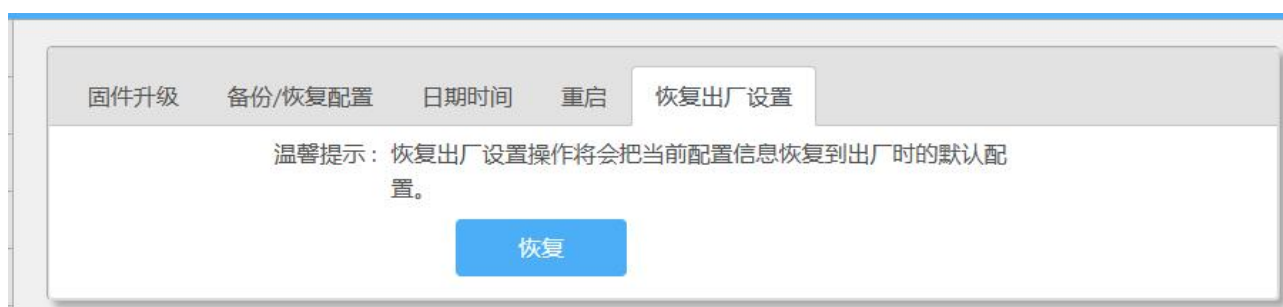 固件升级 备份/恢复配置 日期时间 重启 恢复出厂设置
温馨提示: 恢复出厂设置操作将会把当前配置信息恢复到出厂时的默认配
置。
恢复